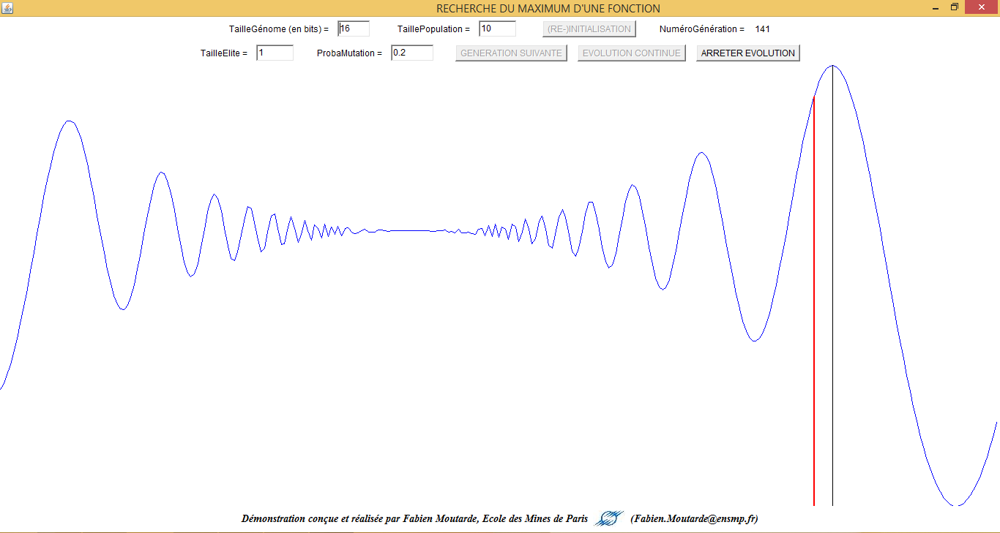 RECHERCHE DU MAXIMUM D'UNE FONCTION
TailleGénome (en bits) = 16 TaillePopulation = 10 (RE-)INITIALISATION NuméroGénération = 141
TailleElite = 1 ProbaMutation = 0.2 GENERATION SUIVANTE EVOLUTION CONTINUE ARRETER EVOLUTION
Démonstration conçue et réalisée par Fabien Moutarde, Ecole des Mines de Paris (Fabien.Moutarde@ensmp.fr)